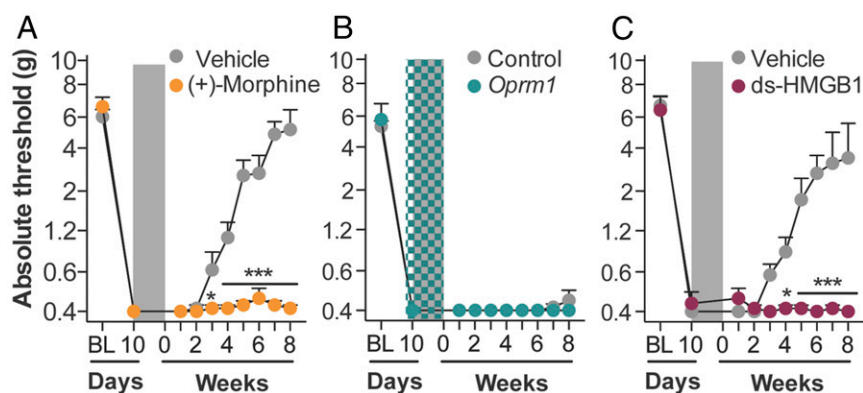 A
Vehicle
(+)-Morphine
Absolute threshold (g)
10
8
6
4
2
1.2
0.6
0.4
*
***
BL 10 0 2 4 6 8
Days Weeks
B
Control
Oprm1
10
8
6
4
2
1.2
0.6
0.4
BL 10 0 2 4 6 8
Days Weeks
C
Vehicle
ds-HMGB1
10
8
6
4
2
1.2
0.6
0.4
*
***
BL 10 0 2 4 6 8
Days Weeks